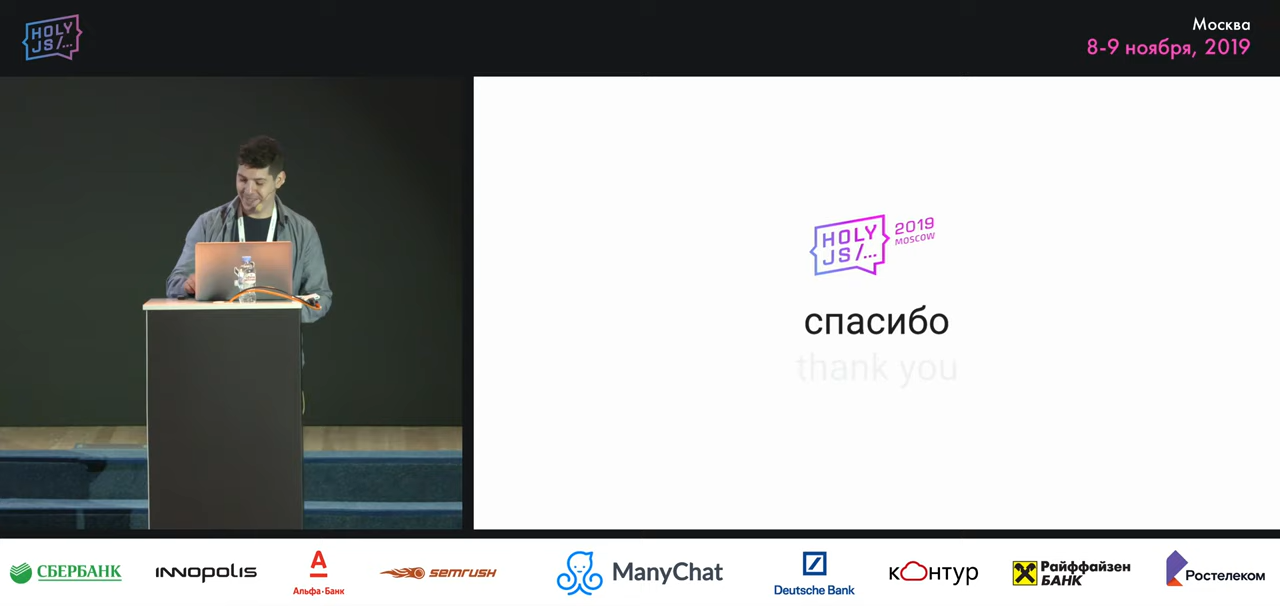 HOLY
JS/...
Москва
8-9 ноября, 2019
HOLY
JS/...
2019
MOSCOW
спасибо
thank you
СБЕРБАНК
INNOPOLIS
А
Альфа·Банк
semrush
ManyChat
Deutsche Bank
контур
Райффайзен
БАНК
Ростелеком